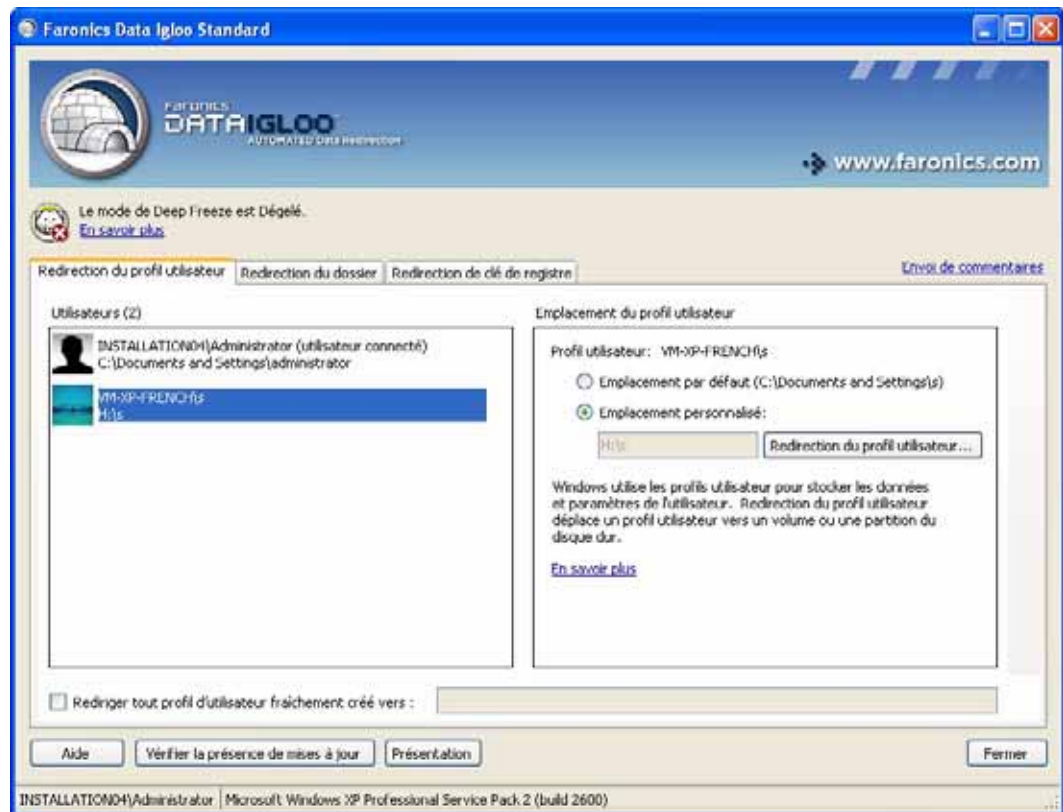 Faronics Data Igloo Standard
Faronics
DATAIGLOO
AUTOMATED Data Redirection
www.faronics.com
Le mode de Deep Freeze est Dégelé.
En savoir plus
Redirection du profil utilisateur
Redirection du dossier
Redirection de clé de registre
Envoi de commentaires
Utilisateurs (2)
INSTALLATION04\Administrator (utilisateur connecté)
C:\Documents and Settings\administrator
VM-XP-FRENCH\s
H:\s
Emplacement du profil utilisateur
Profil utilisateur: VM-XP-FRENCH\s
Emplacement par défaut (C:\Documents and Settings\s)
Emplacement personnalisé:
H:\s
Redirection du profil utilisateur...
Windows utilise les profils utilisateur pour stocker les données
et paramètres de l'utilisateur. Redirection du profil utilisateur
déplace un profil utilisateur vers un volume ou une partition du
disque dur.
En savoir plus
Rediriger tout profil d'utilisateur fraîchement créé vers :
Aide
Vérifier la présence de mises à jour
Présentation
Fermer
INSTALLATION04\Administrator
Microsoft Windows XP Professional Service Pack 2 (build 2600)